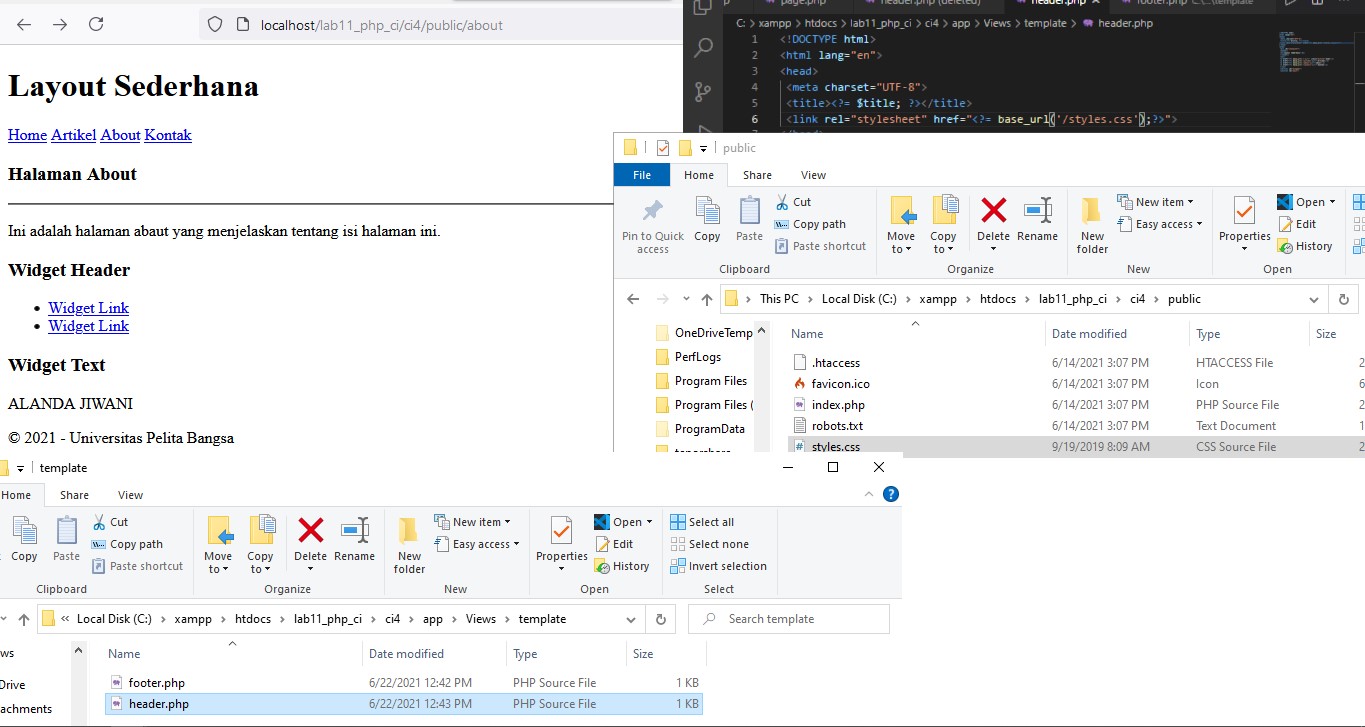 localhost/lab11_php_ci/ci4/public/about
Layout Sederhana
Home Artikel About Kontak
Halaman About
Ini adalah halaman abaut yang menjelaskan tentang isi halaman ini.
Widget Header
Widget Link
Widget Link
Widget Text
ALANDA JIWANI
© 2021 - Universitas Pelita Bangsa
page.php header.php (deleted) header.php footer.php C:\...\template
C: > xampp > htdocs > lab11_php_ci > ci4 > app > Views > template > header.php
1 <!DOCTYPE html>
2 <html lang="en">
3 <head>
4 <meta charset="UTF-8">
5 <title><?= $title; ?></title>
6 <link rel="stylesheet" href="<?= base_url('/styles.css');?>">
public
File Home Share View
Pin to Quick access
Copy
Paste
Cut
Copy path
Paste shortcut
Move to
Copy to
Delete
Rename
New folder
New item
Easy access
Properties
Open
Edit
History
Clipboard Organize New Open
This PC > Local Disk (C:) > xampp > htdocs > lab11_php_ci > ci4 > public
OneDriveTemp
PerfLogs
Program Files
Program Files (
ProgramData
Name Date modified Type Size
.htaccess 6/14/2021 3:07 PM HTACCESS File 2
favicon.ico 6/14/2021 3:07 PM Icon 6
index.php 6/14/2021 3:07 PM PHP Source File 2
robots.txt 6/14/2021 3:07 PM Text Document 1
styles.css 9/19/2019 8:09 AM CSS Source File 2
template
Home Share View
Copy
Paste
Cut
Copy path
Paste shortcut
Move to
Copy to
Delete
Rename
New folder
New item
Easy access
Properties
Open
Edit
History
Select all
Select none
Invert selection
Clipboard Organize New Open Select
« Local Disk (C:) > xampp > htdocs > lab11_php_ci > ci4 > app > Views > template
Search template
ws
Drive
achments
Name Date modified Type Size
footer.php 6/22/2021 12:42 PM PHP Source File 1 KB
header.php 6/22/2021 12:43 PM PHP Source File 1 KB